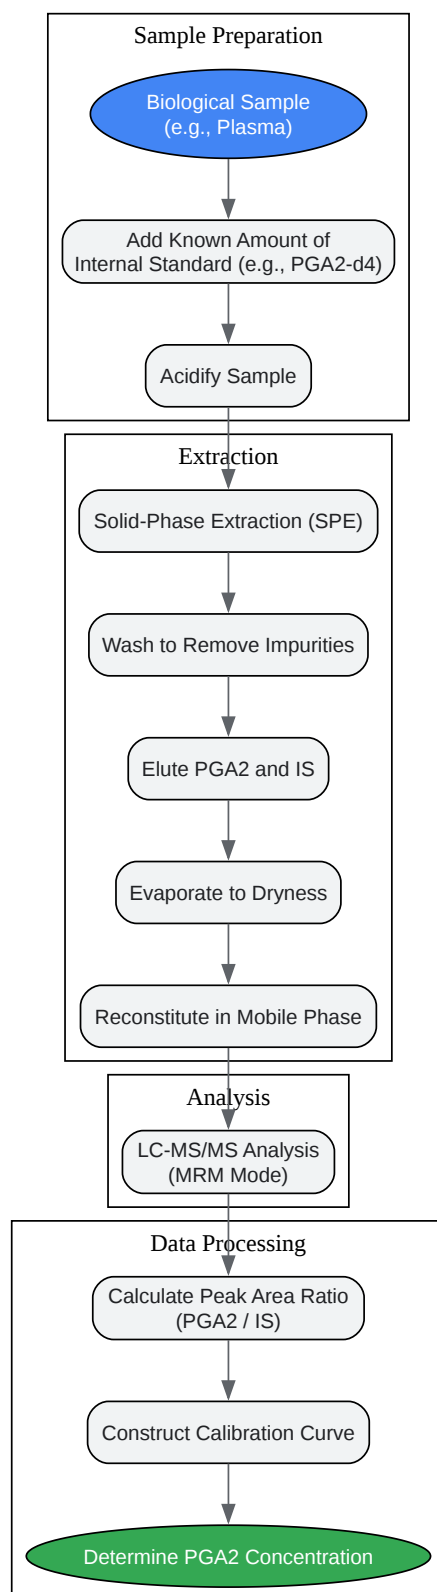 Sample Preparation
Biological Sample
(e.g., Plasma)
Add Known Amount of
Internal Standard (e.g., PGA2-d4)
Acidify Sample
Extraction
Solid-Phase Extraction (SPE)
Wash to Remove Impurities
Elute PGA2 and IS
Evaporate to Dryness
Reconstitute in Mobile Phase
Analysis
LC-MS/MS Analysis
(MRM Mode)
Data Processing
Calculate Peak Area Ratio
(PGA2 / IS)
Construct Calibration Curve
Determine PGA2 Concentration